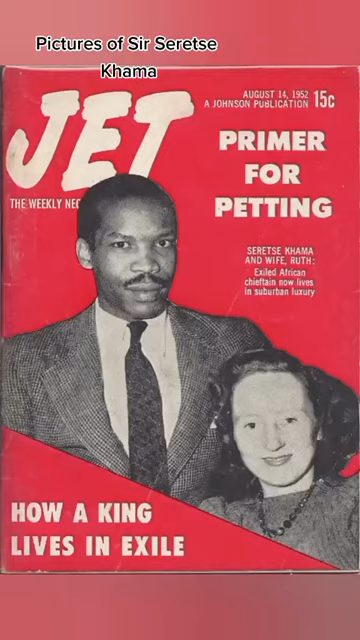 Pictures of Sir Seretse
Khama
JET
AUGUST 14, 1952
A JOHNSON PUBLICATION 15c
THE WEEKLY NEG
PRIMER
FOR
PETTING
SERETSE KHAMA
AND WIFE, RUTH:
Exiled African
chieftain now lives
in suburban luxury
HOW A KING
LIVES IN EXILE